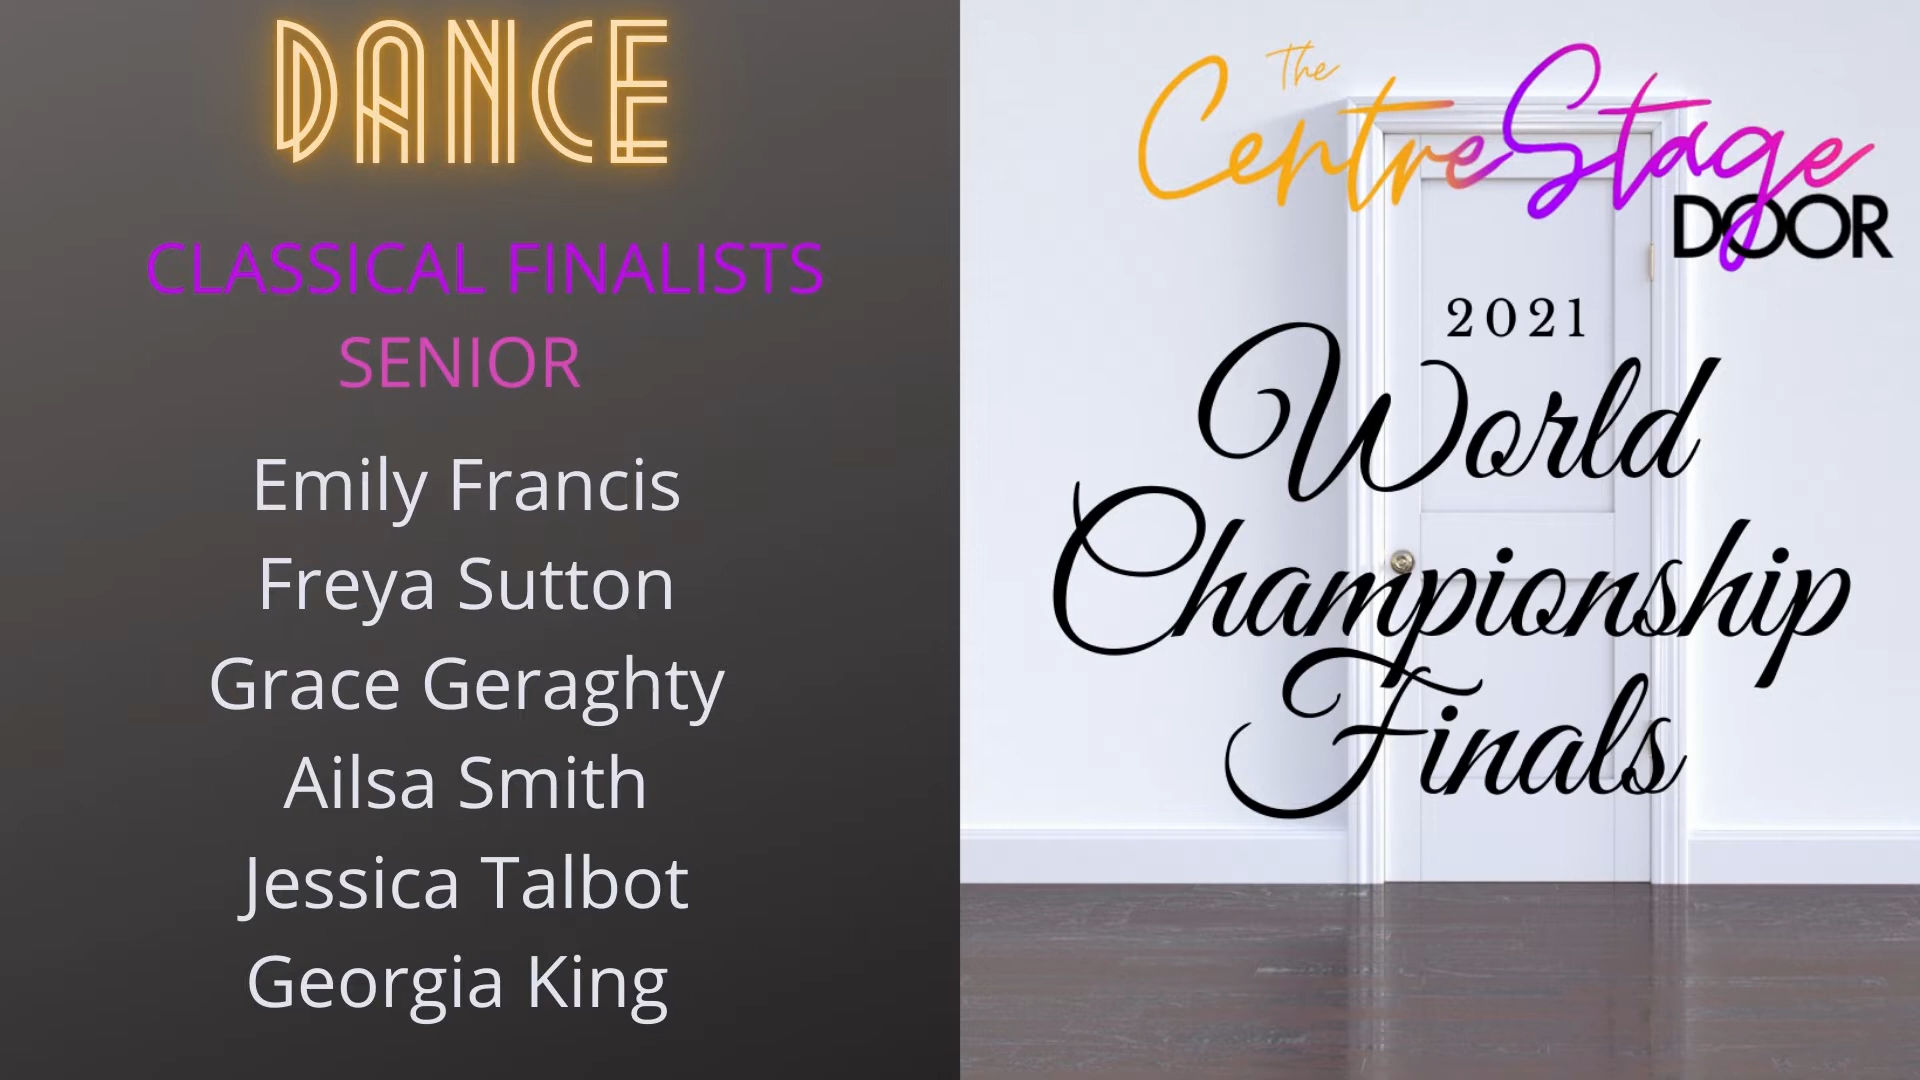 DANCE
CLASSICAL FINALISTS
SENIOR
Emily Francis
Freya Sutton
Grace Geraghty
Ailsa Smith
Jessica Talbot
Georgia King
The
CentreStage
DOOR
2021
World
Championship
Finals